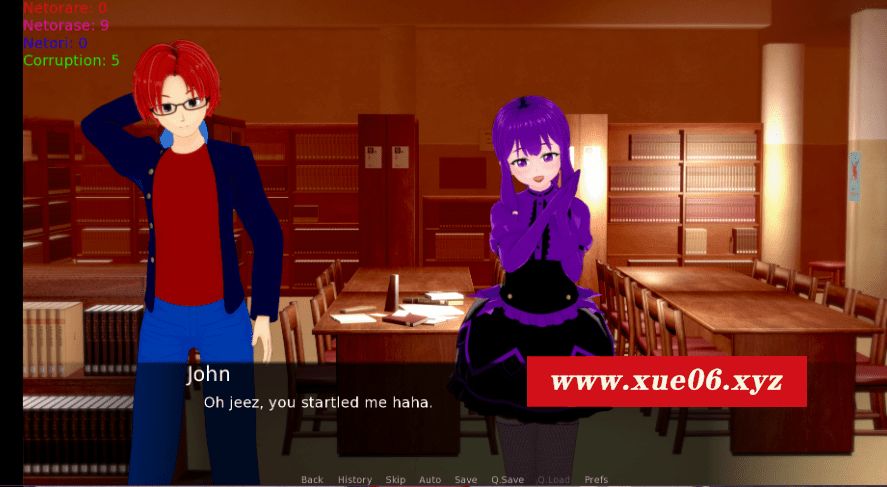 Netorare: 0
Netorase: 9
Netori: 0
Corruption: 5
John
Oh jeez, you startled me haha.
www.xue06.xyz
Back History Skip Auto Save Q.Save Q.Load Prefs